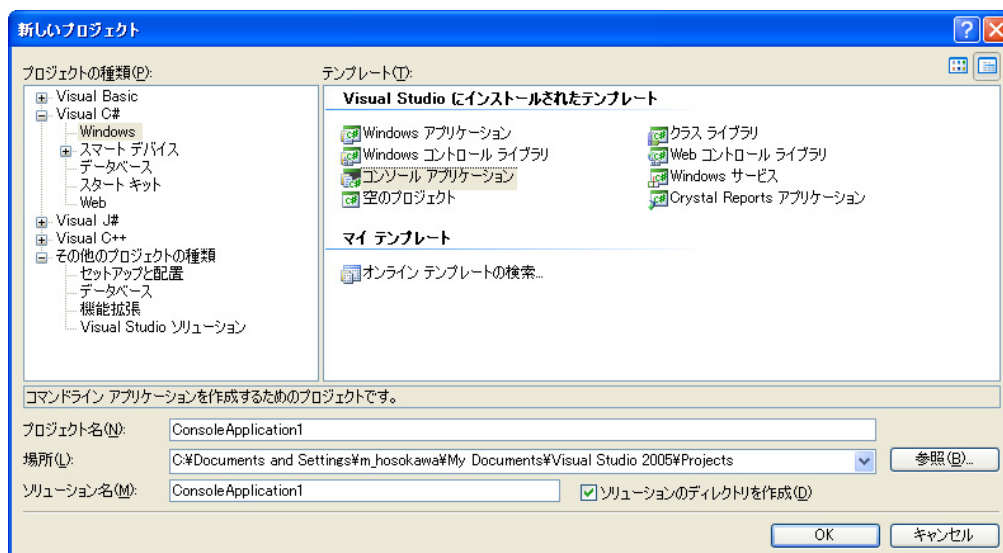 新しいプロジェクト
プロジェクトの種類(P):
Visual Basic
Visual C#
Windows
スマート デバイス
データベース
スタート キット
Web
Visual J#
Visual C++
その他のプロジェクトの種類
セットアップと配置
データベース
機能拡張
Visual Studio ソリューション
テンプレート(T):
Visual Studio にインストールされたテンプレート
Windows アプリケーション
クラス ライブラリ
Windows コントロール ライブラリ
Web コントロール ライブラリ
コンソール アプリケーション
Windows サービス
空のプロジェクト
Crystal Reports アプリケーション
マイ テンプレート
オンライン テンプレートの検索...
コマンドライン アプリケーションを作成するためのプロジェクトです。
プロジェクト名(N):
ConsoleApplication1
場所(L):
C:¥Documents and Settings¥m_hosokawa¥My Documents¥Visual Studio 2005¥Projects
参照(B)...
ソリューション名(M):
ConsoleApplication1
ソリューションのディレクトリを作成(D)
OK
キャンセル